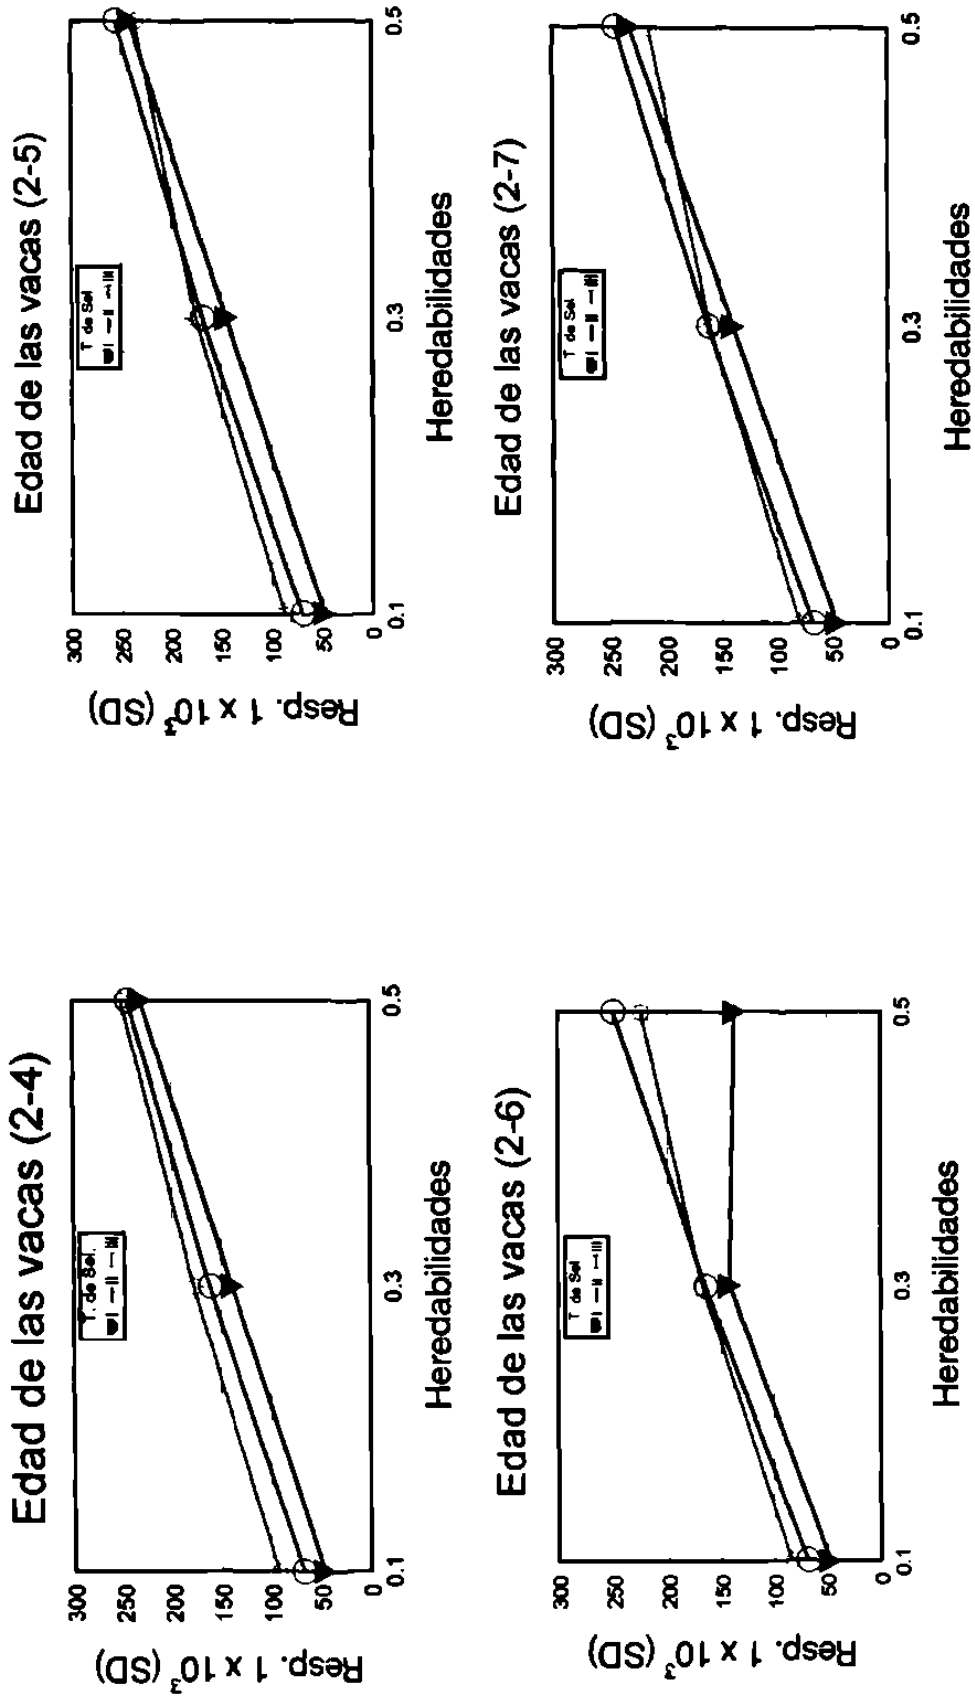 Edad de las vacas (2-4)
Resp. 1 x 10³ (SD)
300
250
200
150
100
50
0
T. de Sel.
I II III
0.1 0.3 0.5
Heredabilidades
Edad de las vacas (2-5)
Resp. 1 x 10³ (SD)
300
250
200
150
100
50
0
T de Sel
I II III
0.1 0.3 0.5
Heredabilidades
Edad de las vacas (2-6)
Resp. 1 x 10³ (SD)
300
250
200
150
100
50
0
T de Sel
I II III
0.1 0.3 0.5
Heredabilidades
Edad de las vacas (2-7)
Resp. 1 x 10³ (SD)
300
250
200
150
100
50
0
T de Sel
I II III
0.1 0.3 0.5
Heredabilidades